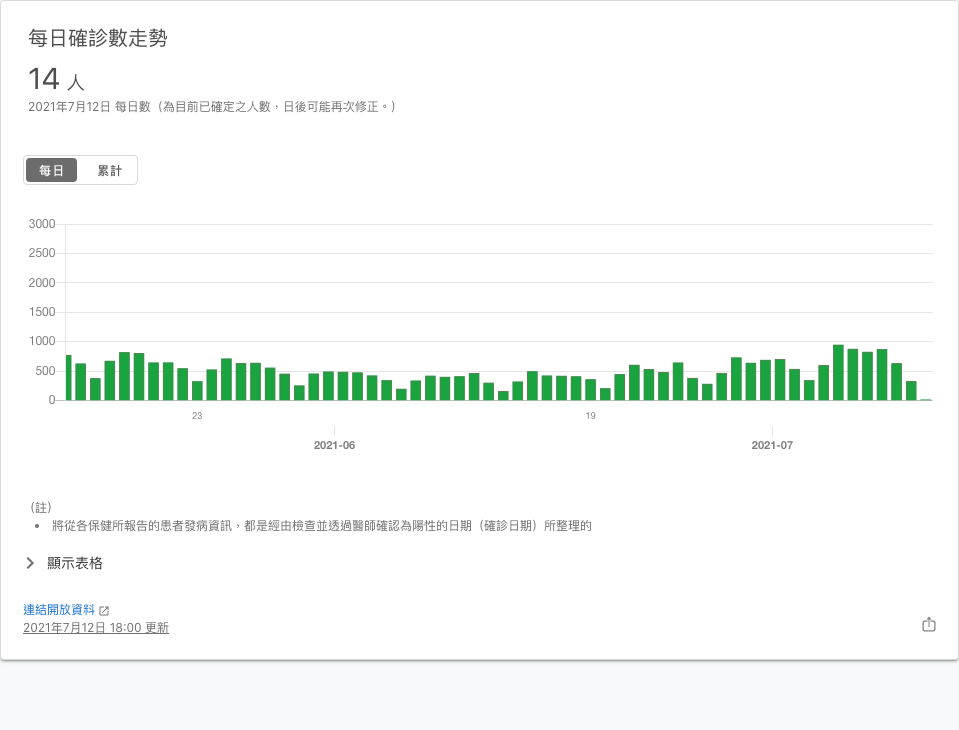 每日確診數走勢
14 人
2021年7月12日 每日數（為目前已確定之人數，日後可能再次修正。）
每日 累計
3000
2500
2000
1500
1000
500
0
23 19
2021-06 2021-07
（註）
• 將從各保健所報告的患者發病資訊，都是經由檢查並透過醫師確認為陽性的日期（確診日期）所整理的
顯示表格
連結開放資料
2021年7月12日 18:00 更新